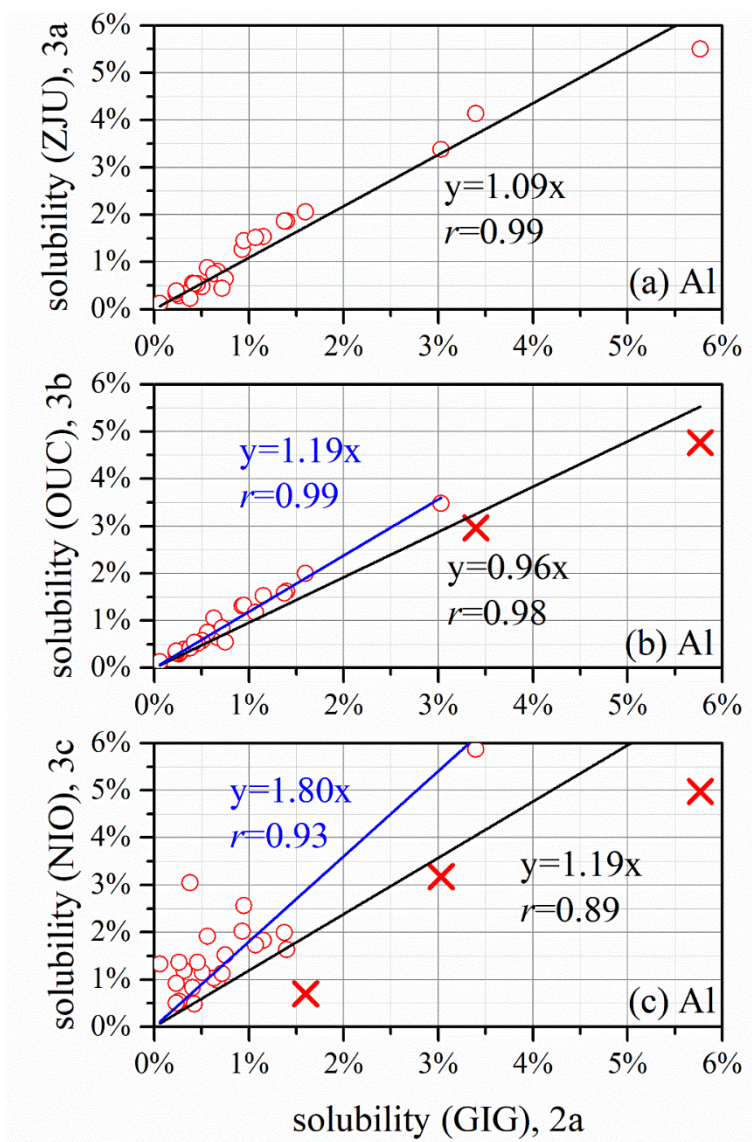 6%
5%
4%
3%
2%
1%
0%
solubility (ZJU), 3a
y=1.09x
r=0.99
(a) Al
0% 1% 2% 3% 4% 5% 6%
6%
5%
4%
3%
2%
1%
0%
solubility (OUC), 3b
y=1.19x
r=0.99
y=0.96x
r=0.98
(b) Al
0% 1% 2% 3% 4% 5% 6%
6%
5%
4%
3%
2%
1%
0%
solubility (NIO), 3c
y=1.80x
r=0.93
y=1.19x
r=0.89
(c) Al
0% 1% 2% 3% 4% 5% 6%
solubility (GIG), 2a